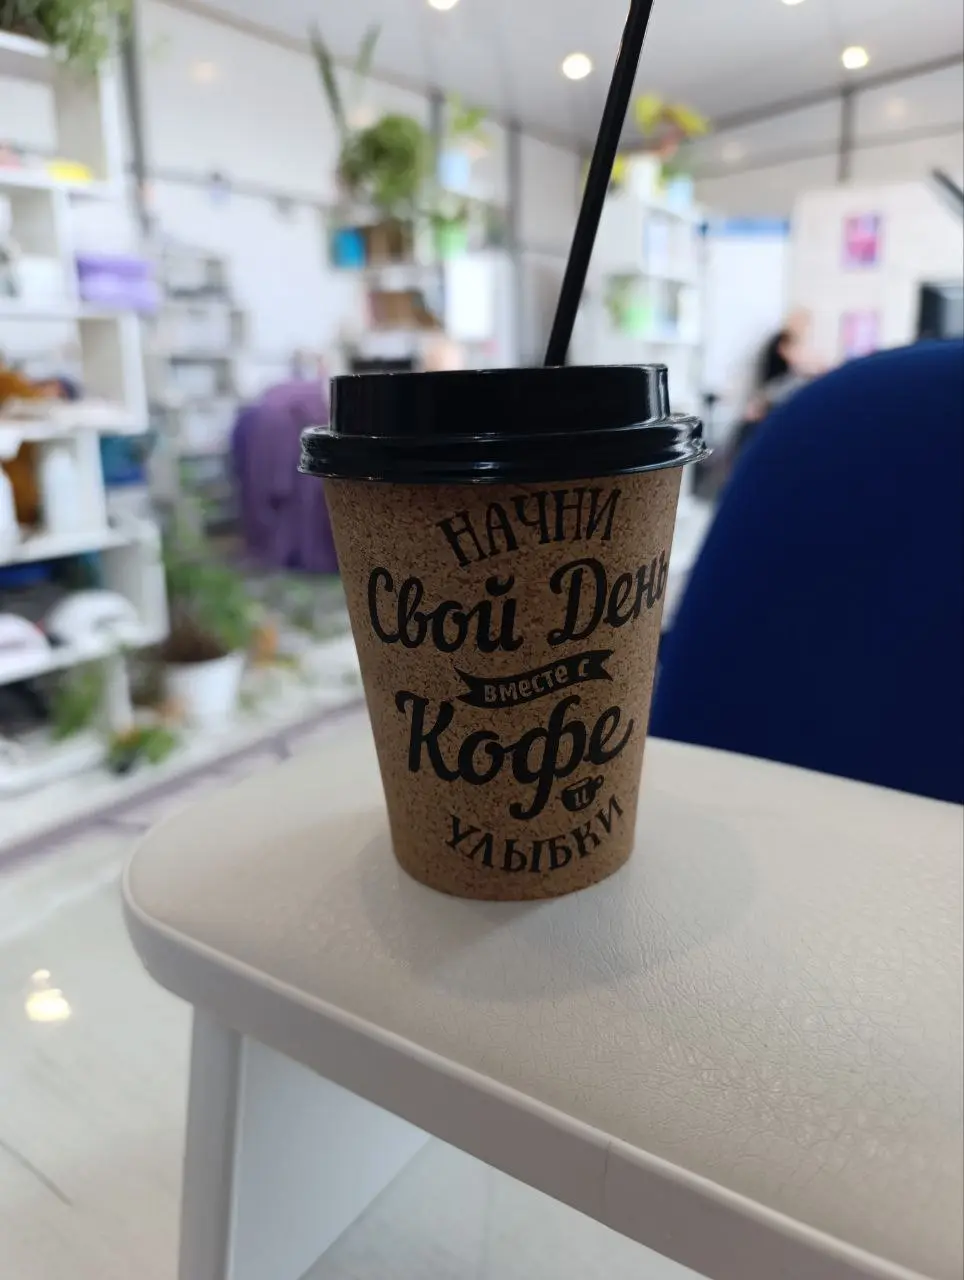 НАЧНИ
Свой День
вместе с
Кофе
и
УЛЫБКИ